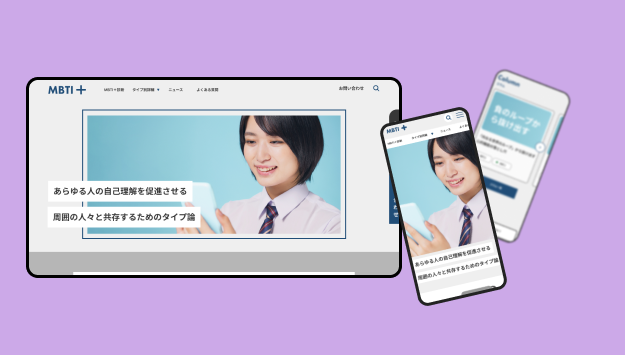 MBTI
MBTI+診断 タイプ別詳細 ▼ ニュース よくある質問 お問い合わせ
あらゆる人の自己理解を促進させる
周囲の人々と共存するためのタイプ論
MBTI
あらゆる人の自己理解を促進させる
周囲の人々と共存するためのタイプ論
Column
負のループか
ら抜け出す